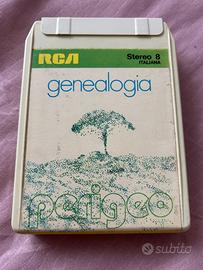 RCA
Stereo 8
ITALIANA
genealogia
perigeo
subito